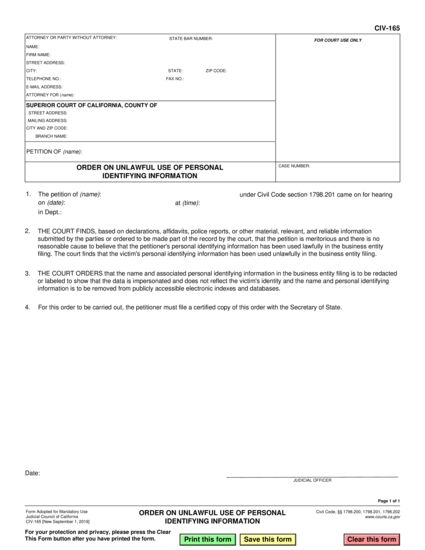 CIV-165
ATTORNEY OR PARTY WITHOUT ATTORNEY: STATE BAR NUMBER:
FOR COURT USE ONLY
NAME:
FIRM NAME:
STREET ADDRESS:
CITY: STATE: ZIP CODE:
TELEPHONE NO.: FAX NO.:
E-MAIL ADDRESS:
ATTORNEY FOR (name):
SUPERIOR COURT OF CALIFORNIA, COUNTY OF
STREET ADDRESS:
MAILING ADDRESS:
CITY AND ZIP CODE:
BRANCH NAME:
PETITION OF (name):
ORDER ON UNLAWFUL USE OF PERSONAL
IDENTIFYING INFORMATION
CASE NUMBER:
1. The petition of (name): under Civil Code section 1798.201 came on for hearing
on (date): at (time):
in Dept.:
2. THE COURT FINDS, based on declarations, affidavits, police reports, or other material, relevant, and reliable information
submitted by the parties or ordered to be made part of the record by the court, that the petition is meritorious and there is no
reasonable cause to believe that the petitioner's personal identifying information has been used lawfully in the business entity
filing. The court finds that the victim's personal identifying information has been used unlawfully in the business entity filing.
3. THE COURT ORDERS that the name and associated personal identifying information in the business entity filing is to be redacted
or labeled to show that the data is impersonated and does not reflect the victim's identity and the name and personal identifying
information is to be removed from publicly accessible electronic indexes and databases.
4. For this order to be carried out, the petitioner must file a certified copy of this order with the Secretary of State.
Date:
JUDICIAL OFFICER
Page 1 of 1
Form Adopted for Mandatory Use
Judicial Council of California
CIV-165 [New September 1, 2018]
ORDER ON UNLAWFUL USE OF PERSONAL
IDENTIFYING INFORMATION
Civil Code, §§ 1798.200, 1798.201, 1798.202
www.courts.ca.gov
For your protection and privacy, please press the Clear
This Form button after you have printed the form.
Print this form Save this form Clear this form